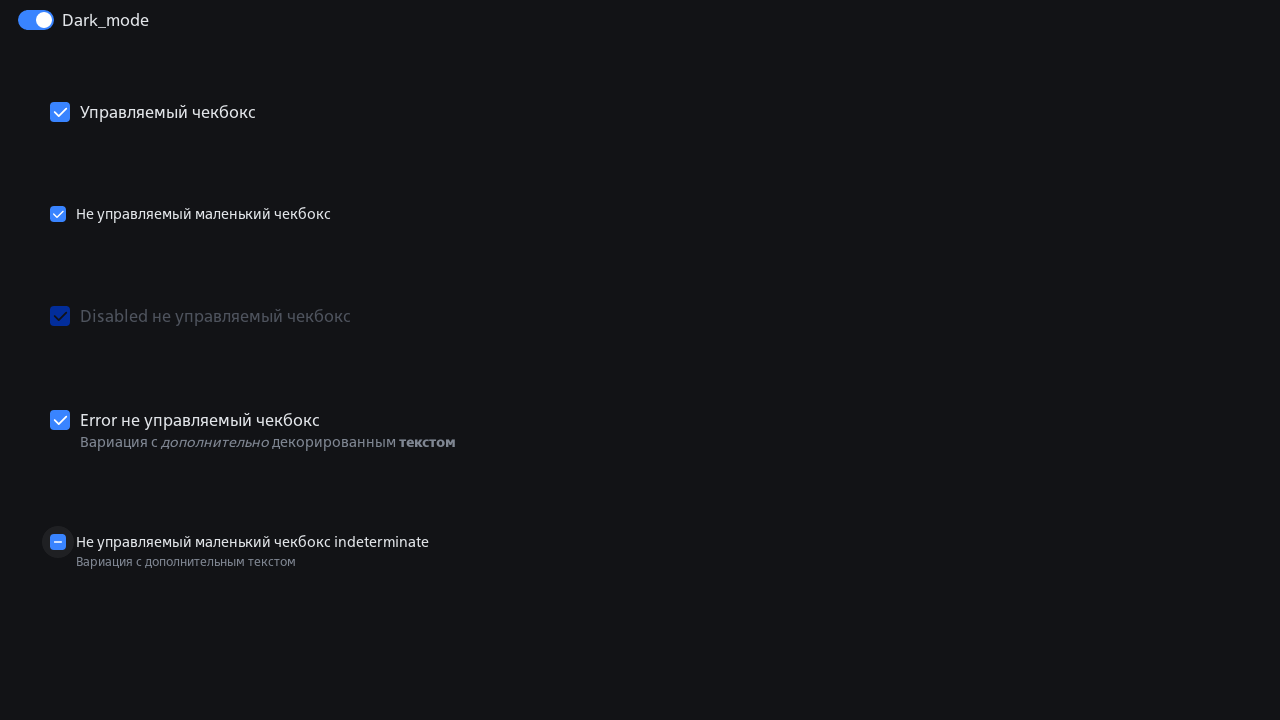 Dark_mode
Управляемый чекбокс
Не управляемый маленький чекбокс
Disabled не управляемый чекбокс
Error не управляемый чекбокс
Вариация с дополнительно декорированным текстом
Не управляемый маленький чекбокс indeterminate
Вариация с дополнительным текстом